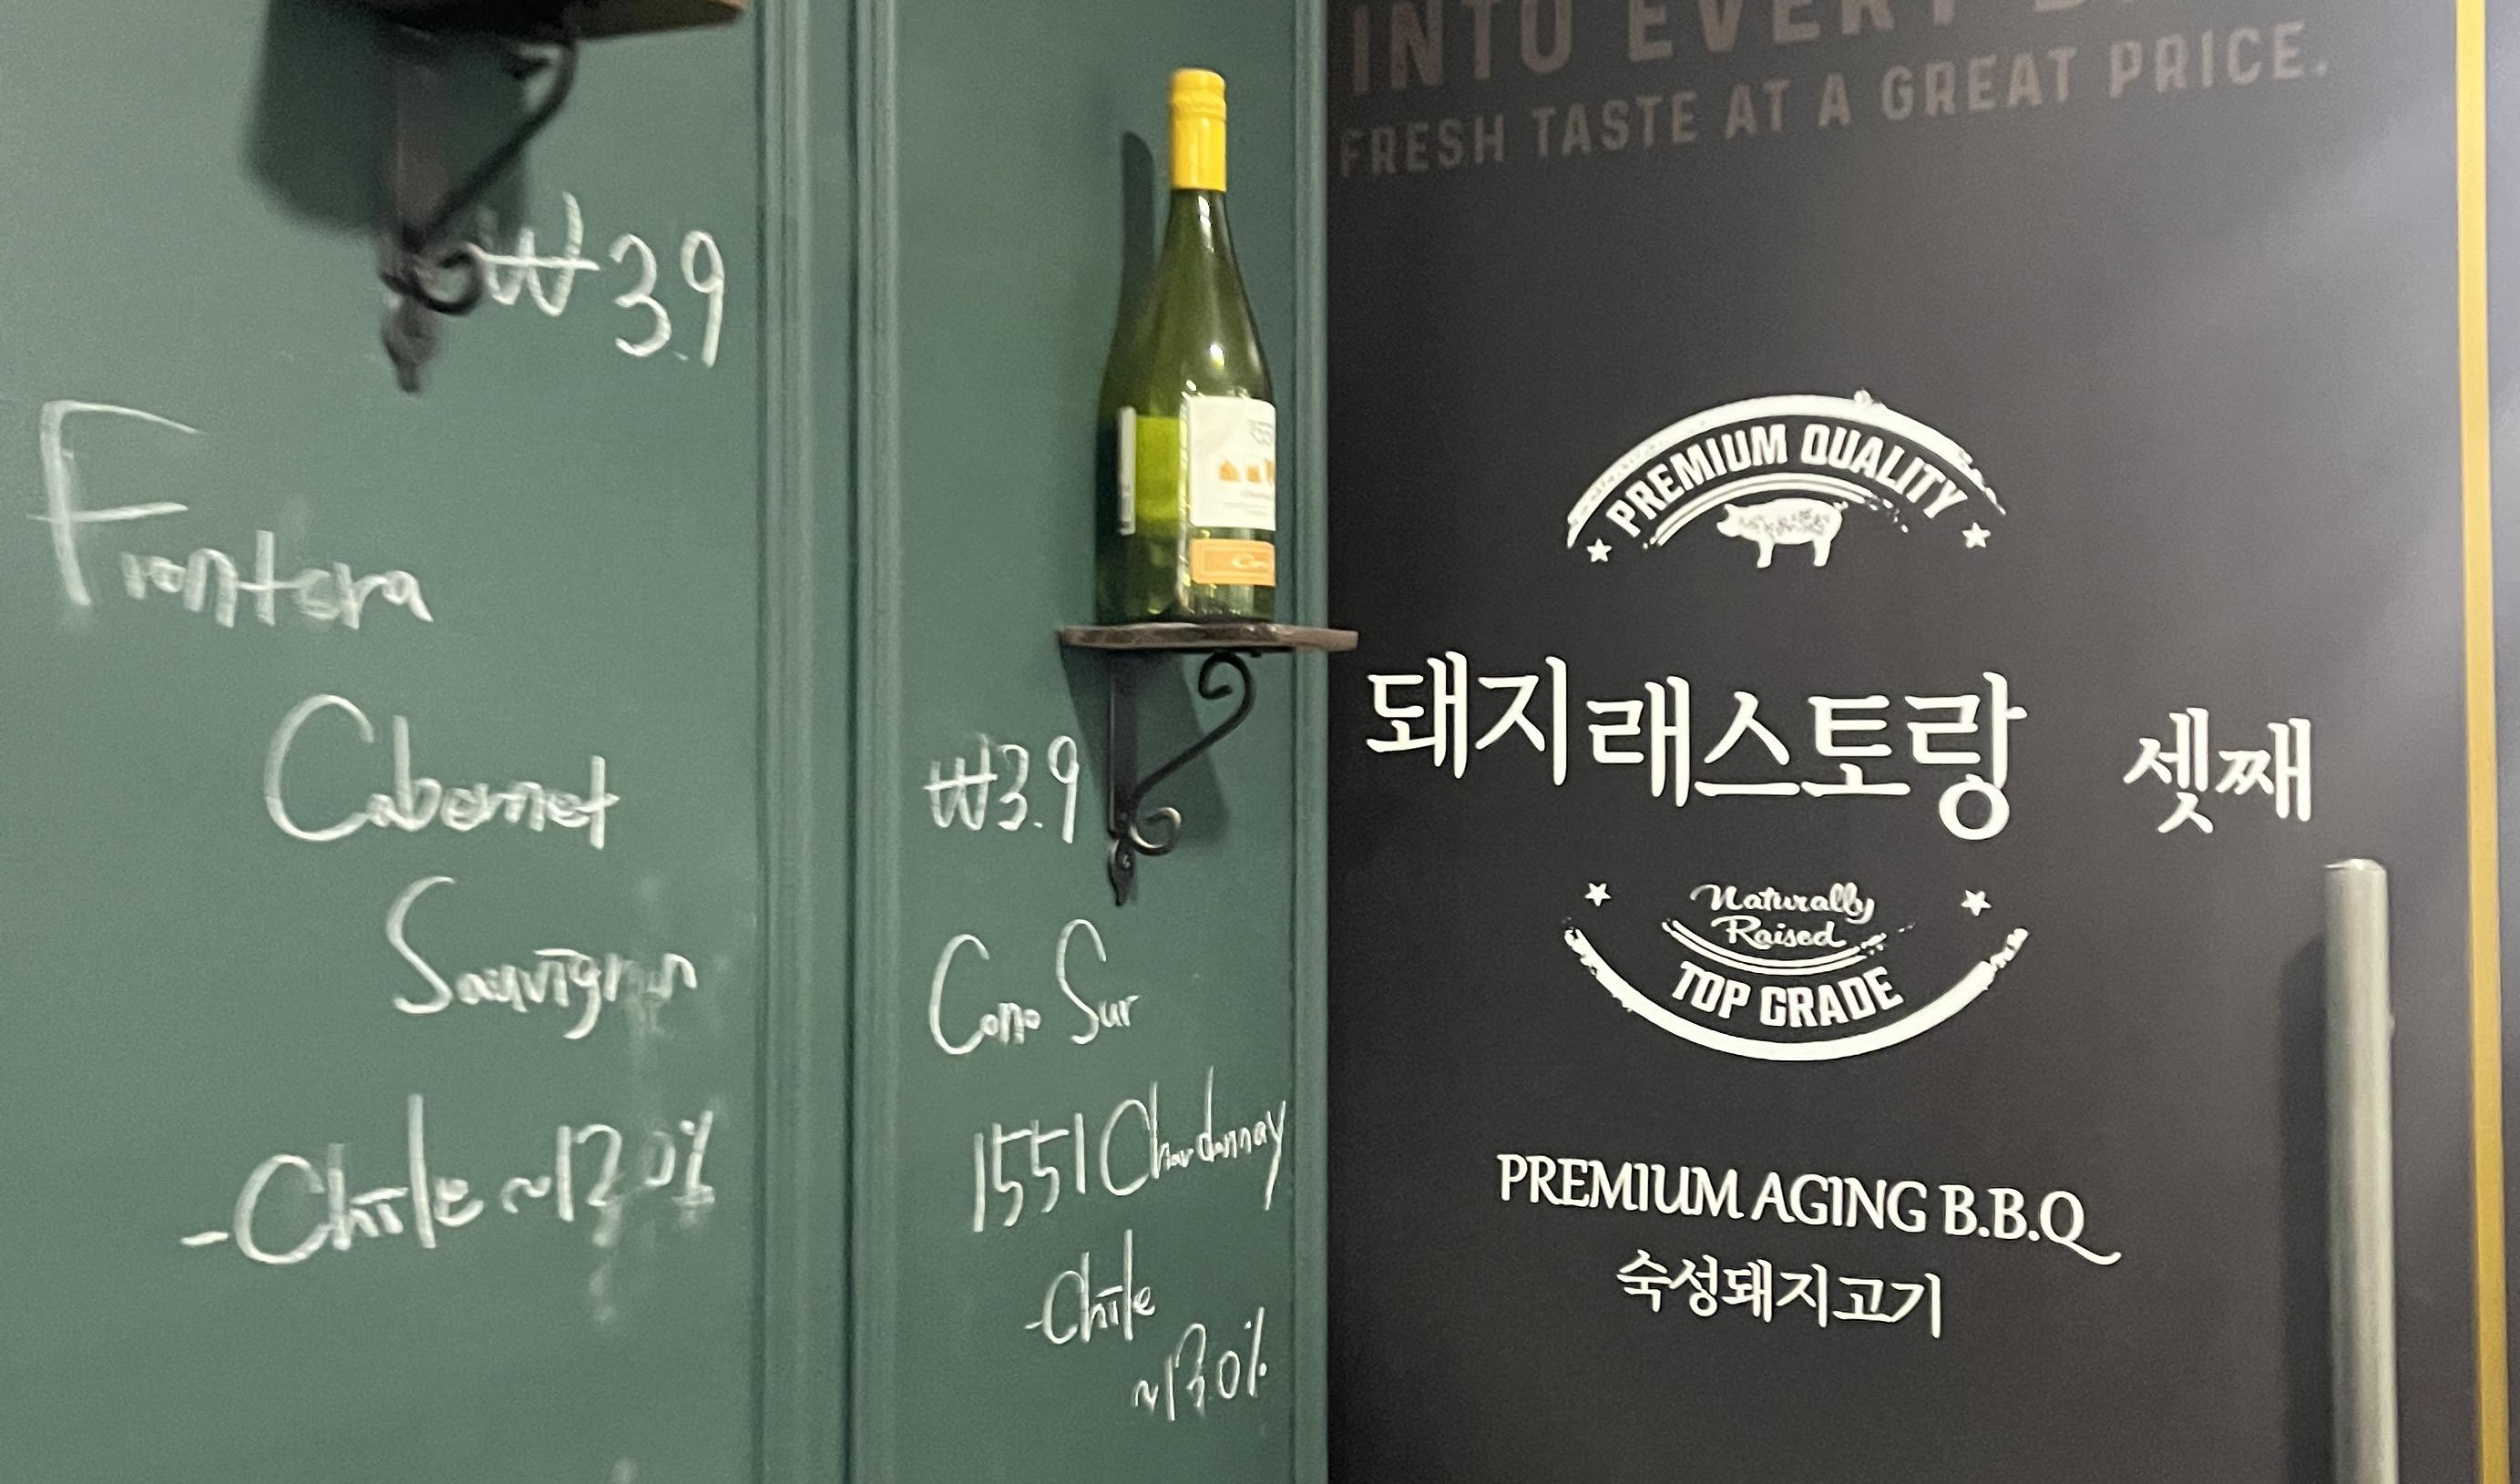 ₩3.9
Frontera
Cabernet
Sauvignon
-Chile ~13.0%
₩3.9
Cono Sur
1551 Chardonnay
-Chile
~13.0%
INTO EVERY
FRESH TASTE AT A GREAT PRICE.
PREMIUM QUALITY
돼지래스토랑 셋째
Naturally
Raised
TOP GRADE
PREMIUM AGING B.B.Q
숙성돼지고기